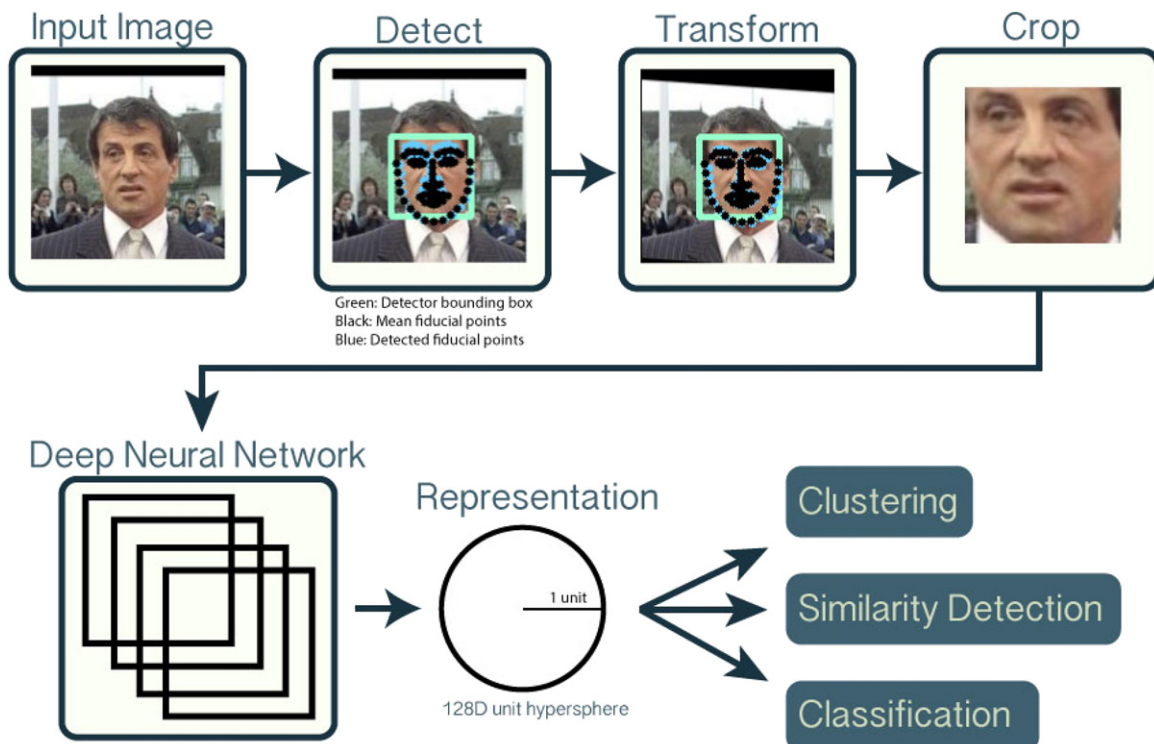 Input Image
Detect
Transform
Crop
Green: Detector bounding box
Black: Mean fiducial points
Blue: Detected fiducial points
Deep Neural Network
Representation
1 unit
128D unit hypersphere
Clustering
Similarity Detection
Classification